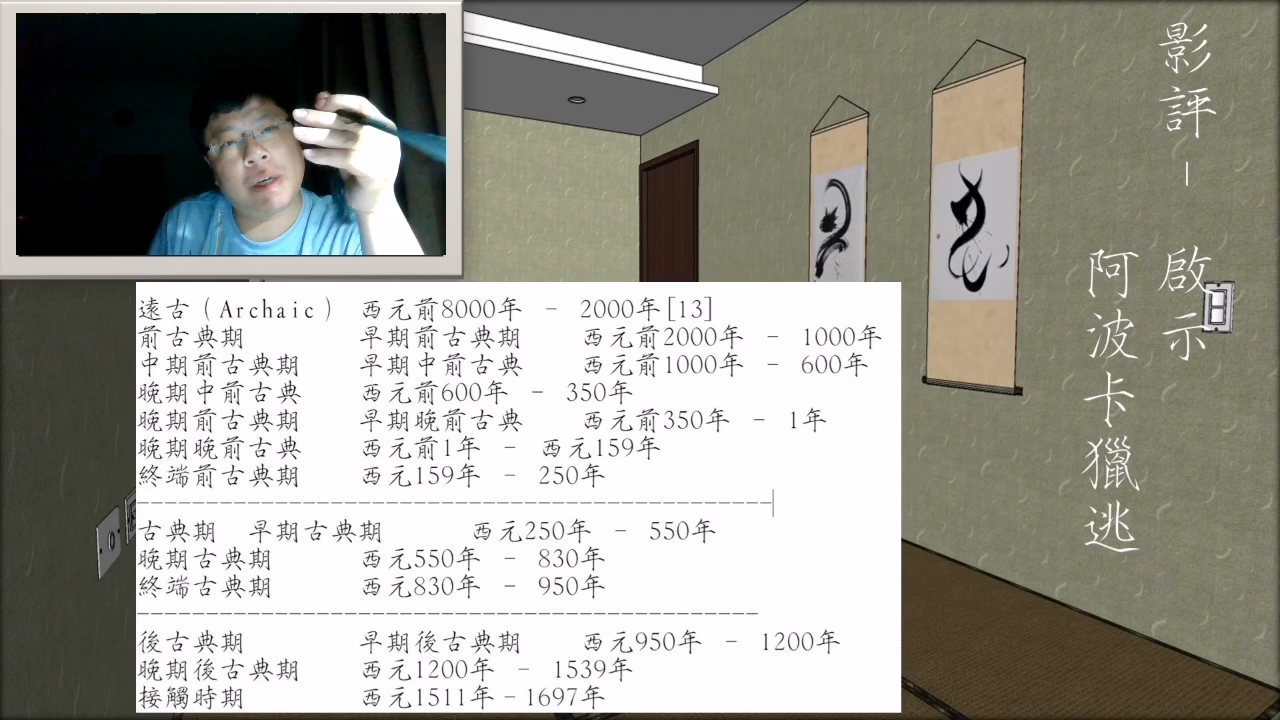 影評－ 啟示
阿波卡獵逃
遠古（Archaic） 西元前8000年 – 2000年[13]
前古典期 早期前古典期 西元前2000年 – 1000年
中期前古典期 早期中前古典 西元前1000年 – 600年
晚期中前古典 西元前600年 – 350年
晚期前古典期 早期晚前古典 西元前350年 – 1年
晚期晚前古典 西元前1年 – 西元159年
終端前古典期 西元159年 – 250年
古典期 早期古典期 西元250年 – 550年
晚期古典期 西元550年 – 830年
終端古典期 西元830年 – 950年
後古典期 早期後古典期 西元950年 – 1200年
晚期後古典期 西元1200年 – 1539年
接觸時期 西元1511年–1697年